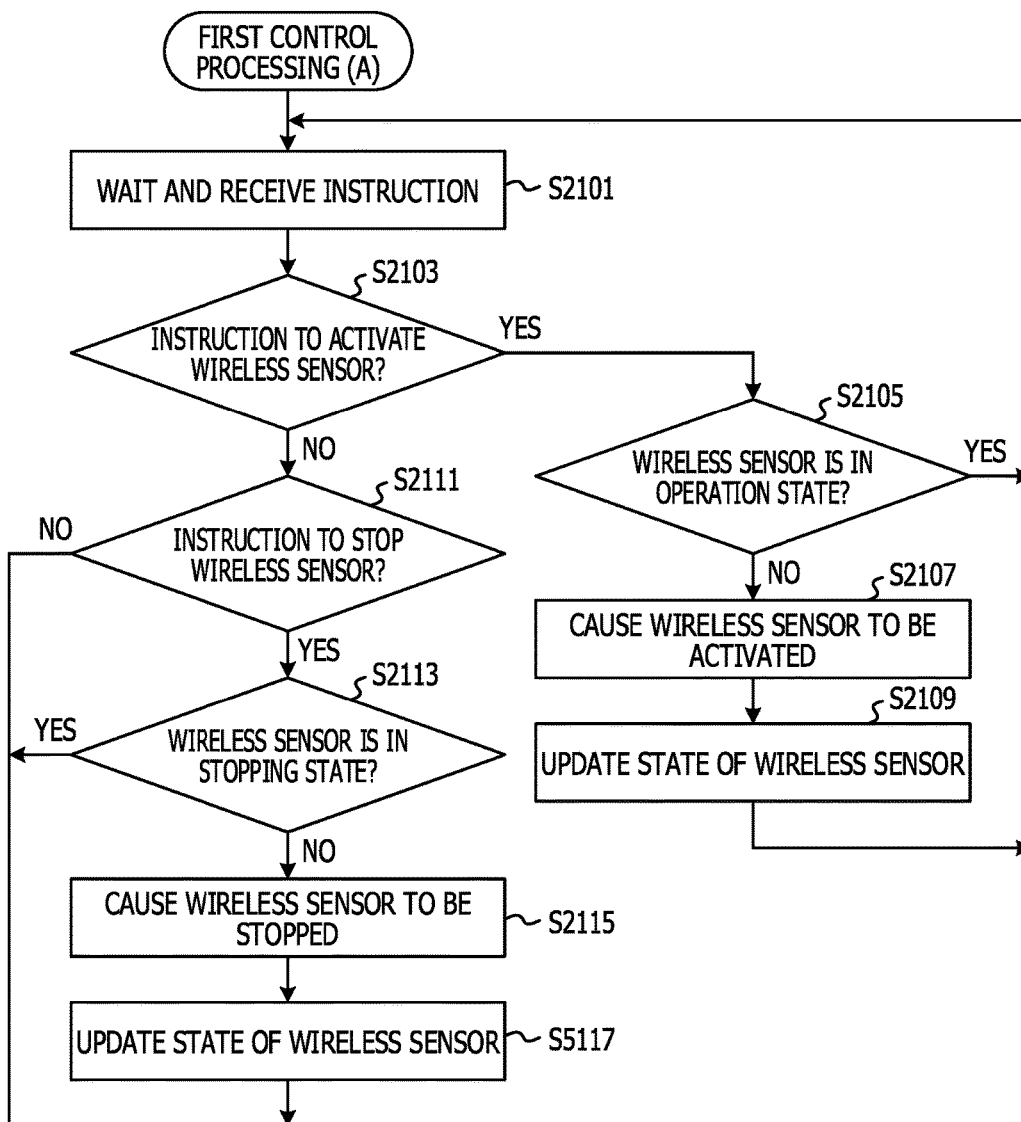 FIRST CONTROL
PROCESSING (A)
WAIT AND RECEIVE INSTRUCTION
S2101
S2103
INSTRUCTION TO ACTIVATE
WIRELESS SENSOR?
YES
NO
S2105
WIRELESS SENSOR IS IN
OPERATION STATE?
YES
NO
S2107
CAUSE WIRELESS SENSOR TO BE
ACTIVATED
S2109
UPDATE STATE OF WIRELESS SENSOR
S2111
NO
INSTRUCTION TO STOP
WIRELESS SENSOR?
YES
S2113
YES
WIRELESS SENSOR IS IN
STOPPING STATE?
NO
CAUSE WIRELESS SENSOR TO BE
STOPPED
S2115
UPDATE STATE OF WIRELESS SENSOR
S5117